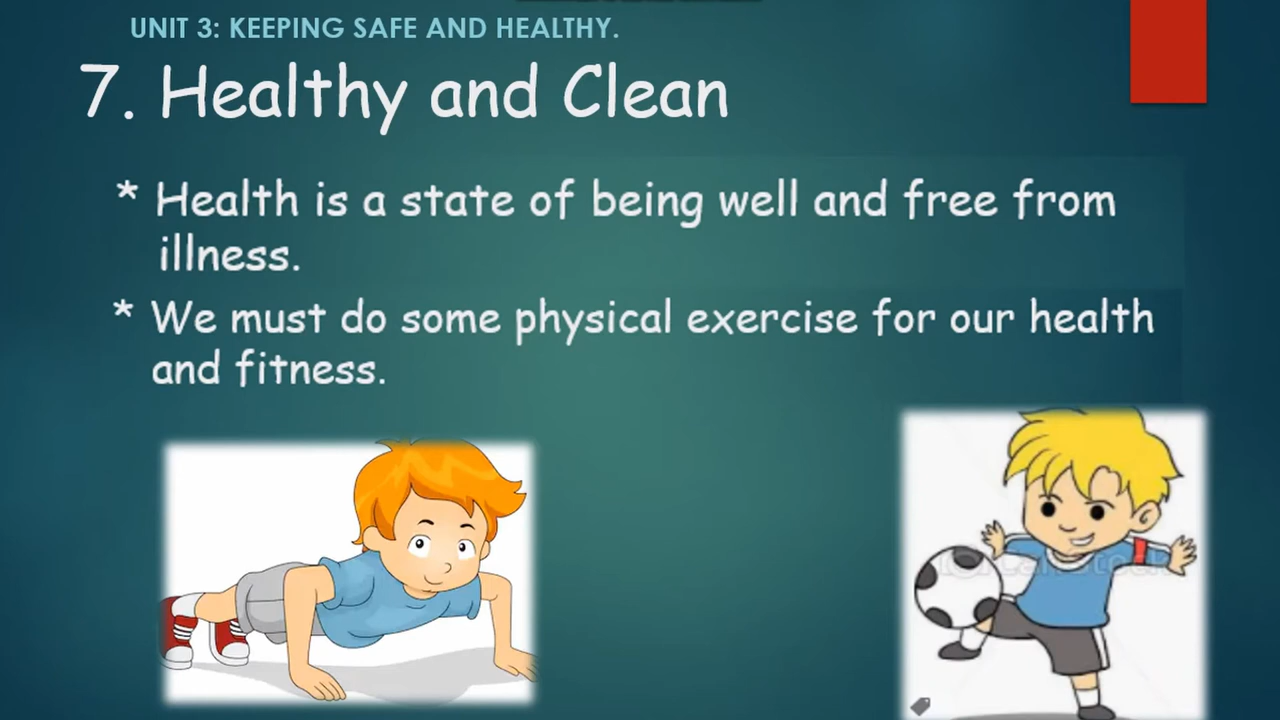 UNIT 3: KEEPING SAFE AND HEALTHY.
7. Healthy and Clean
* Health is a state of being well and free from
illness.
* We must do some physical exercise for our health
and fitness.